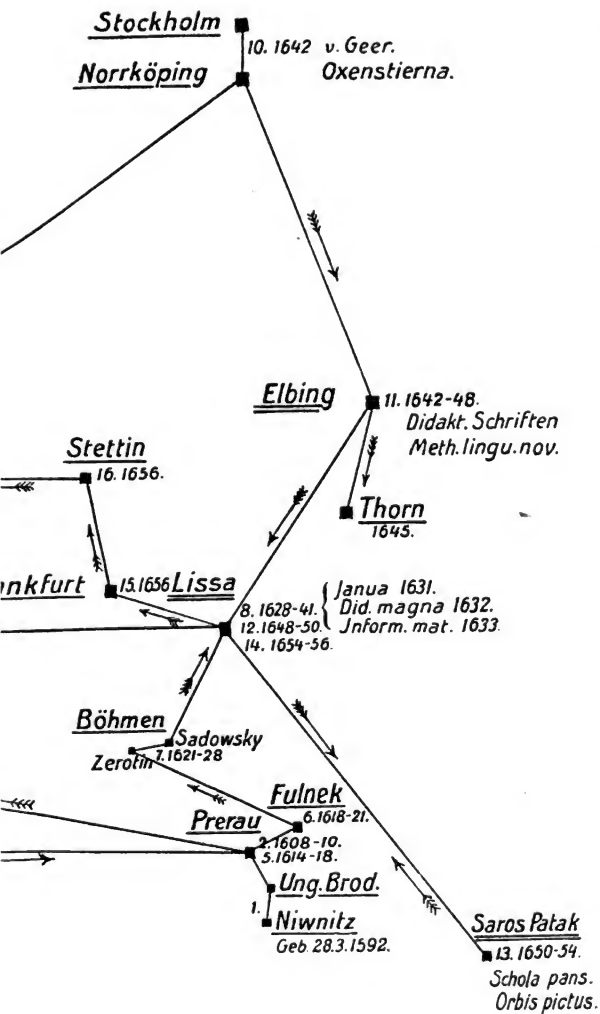 Stockholm
10. 1642 v. Geer.
Norrköping Oxenstierna.
Elbing 11. 1642-48.
Didakt. Schriften
Meth. lingu. nov.
Stettin
16. 1656.
Thorn
1645.
nkfurt 15. 1656 Lissa
8. 1628-41. Janua 1631.
12. 1648-50. Did. magna 1632.
14. 1654-56. Jnform. mat. 1633.
Böhmen
Sadowsky
Zerotin 7. 1621-28
Fulnek
6. 1618-21.
Prerau
2. 1608-10.
5. 1614-18.
Ung. Brod.
1.
Niwnitz
Geb. 28.3.1592.
Saros Patak
13. 1650-54.
Schola pans.
Orbis pictus.